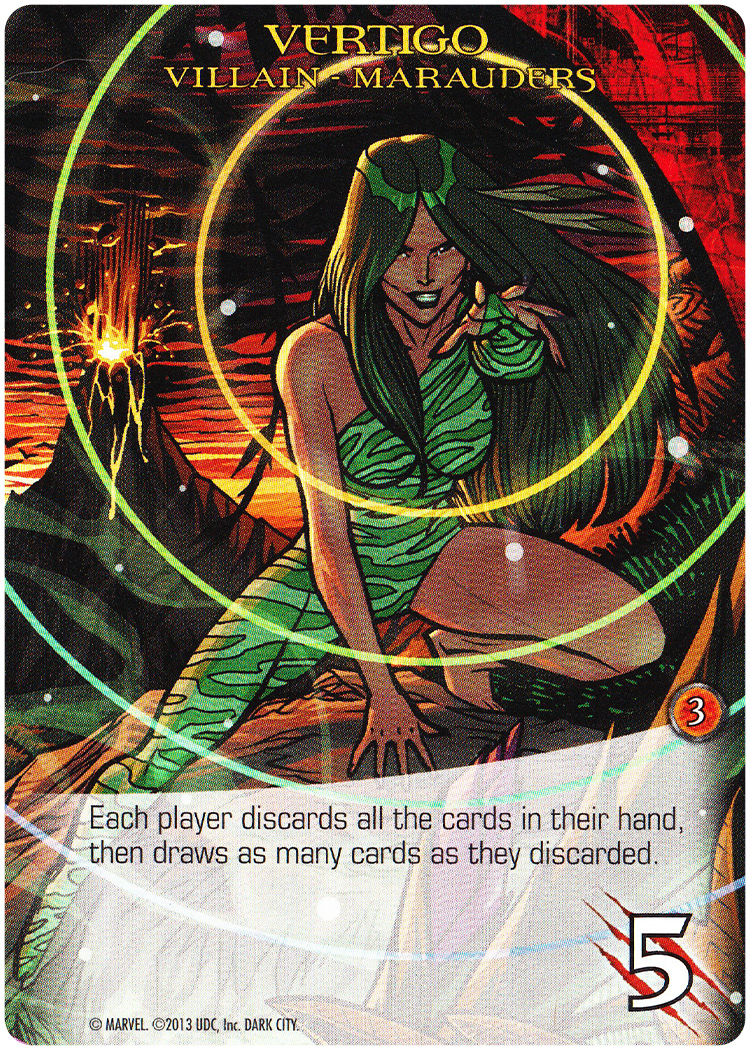 VERTIGO
VILLAIN - MARAUDERS
3
Each player discards all the cards in their hand,
then draws as many cards as they discarded.
5
© MARVEL. ©2013 UDC, Inc. DARK CITY.